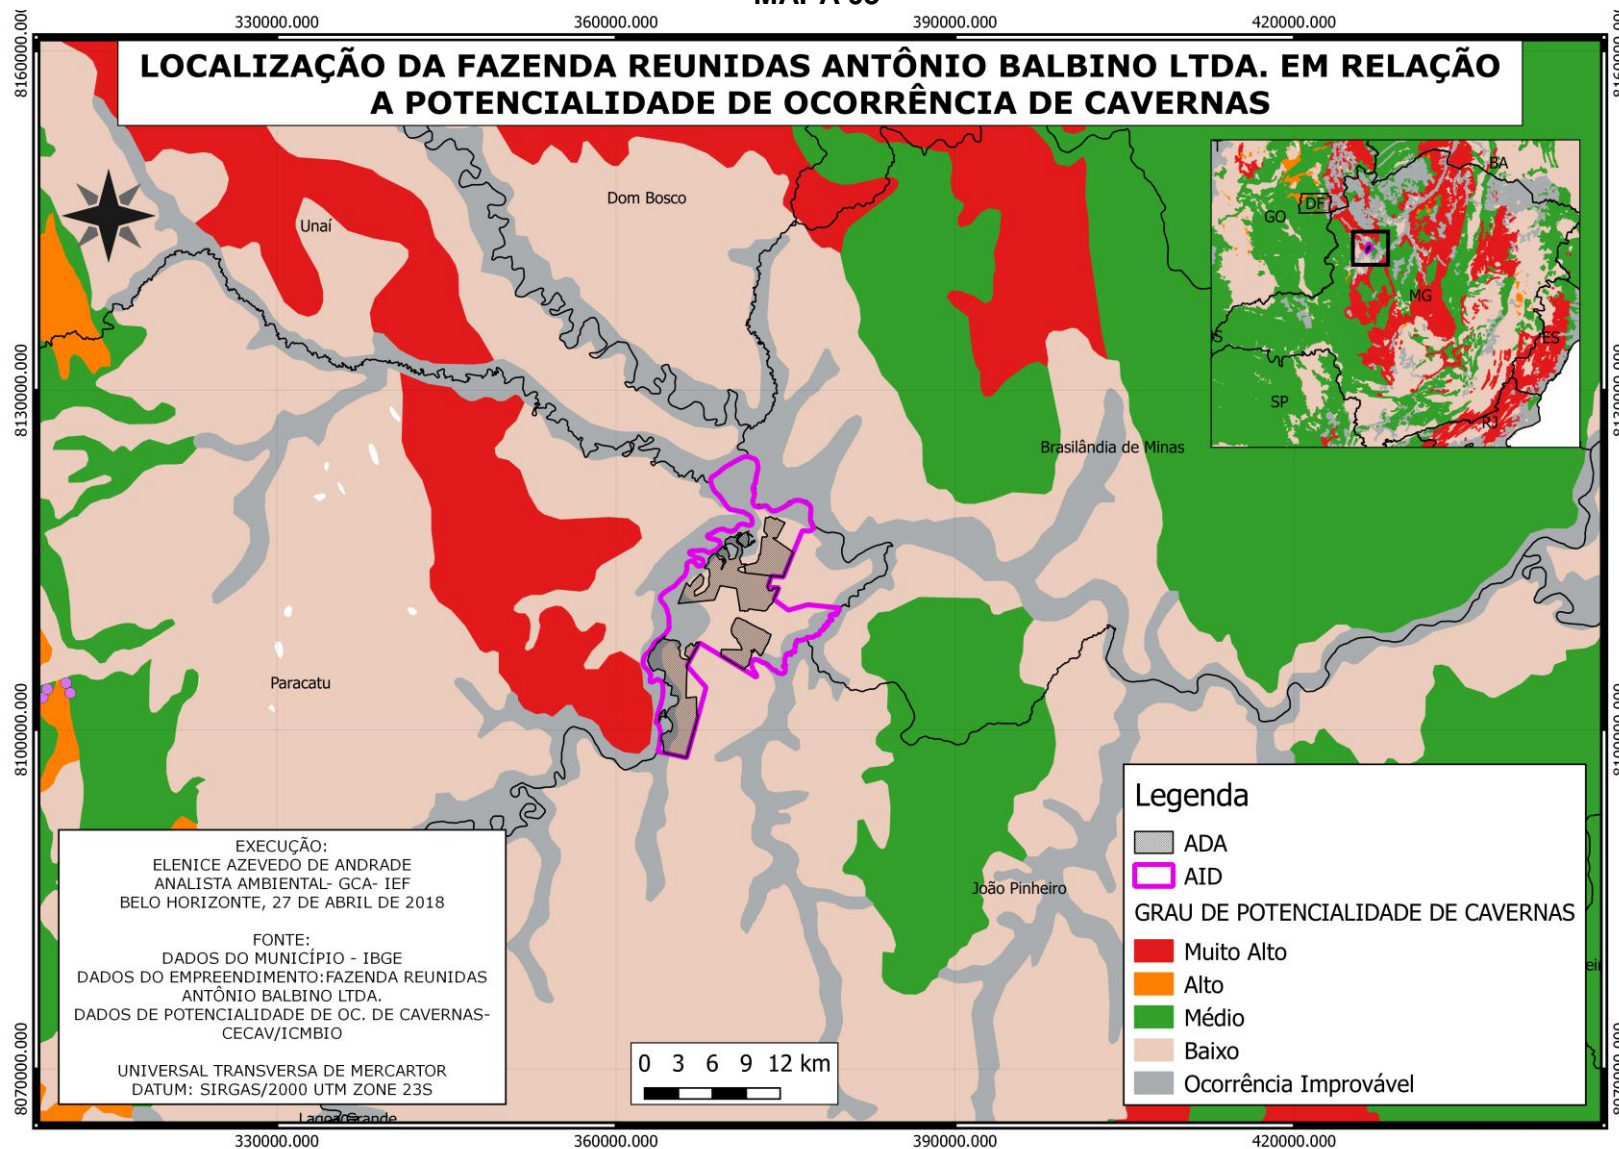 330000.000 360000.000 390000.000 420000.000
LOCALIZAÇÃO DA FAZENDA REUNIDAS ANTÔNIO BALBINO LTDA. EM RELAÇÃO
A POTENCIALIDADE DE OCORRÊNCIA DE CAVERNAS
8130000.000
8100000.000
8070000.000
Unaí
Dom Bosco
Brasilândia de Minas
Paracatu
João Pinheiro
Lagoa Grande
BA
DF
GO
MG
ES
SP
RJ
EXECUÇÃO:
ELENICE AZEVEDO DE ANDRADE
ANALISTA AMBIENTAL- GCA- IEF
BELO HORIZONTE, 27 DE ABRIL DE 2018
FONTE:
DADOS DO MUNICÍPIO - IBGE
DADOS DO EMPREENDIMENTO:FAZENDA REUNIDAS
ANTÔNIO BALBINO LTDA.
DADOS DE POTENCIALIDADE DE OC. DE CAVERNAS-
CECAV/ICMBIO
UNIVERSAL TRANSVERSA DE MERCARTOR
DATUM: SIRGAS/2000 UTM ZONE 23S
0 3 6 9 12 km
Legenda
ADA
AID
GRAU DE POTENCIALIDADE DE CAVERNAS
Muito Alto
Alto
Médio
Baixo
Ocorrência Improvável
330000.000 360000.000 390000.000 420000.000